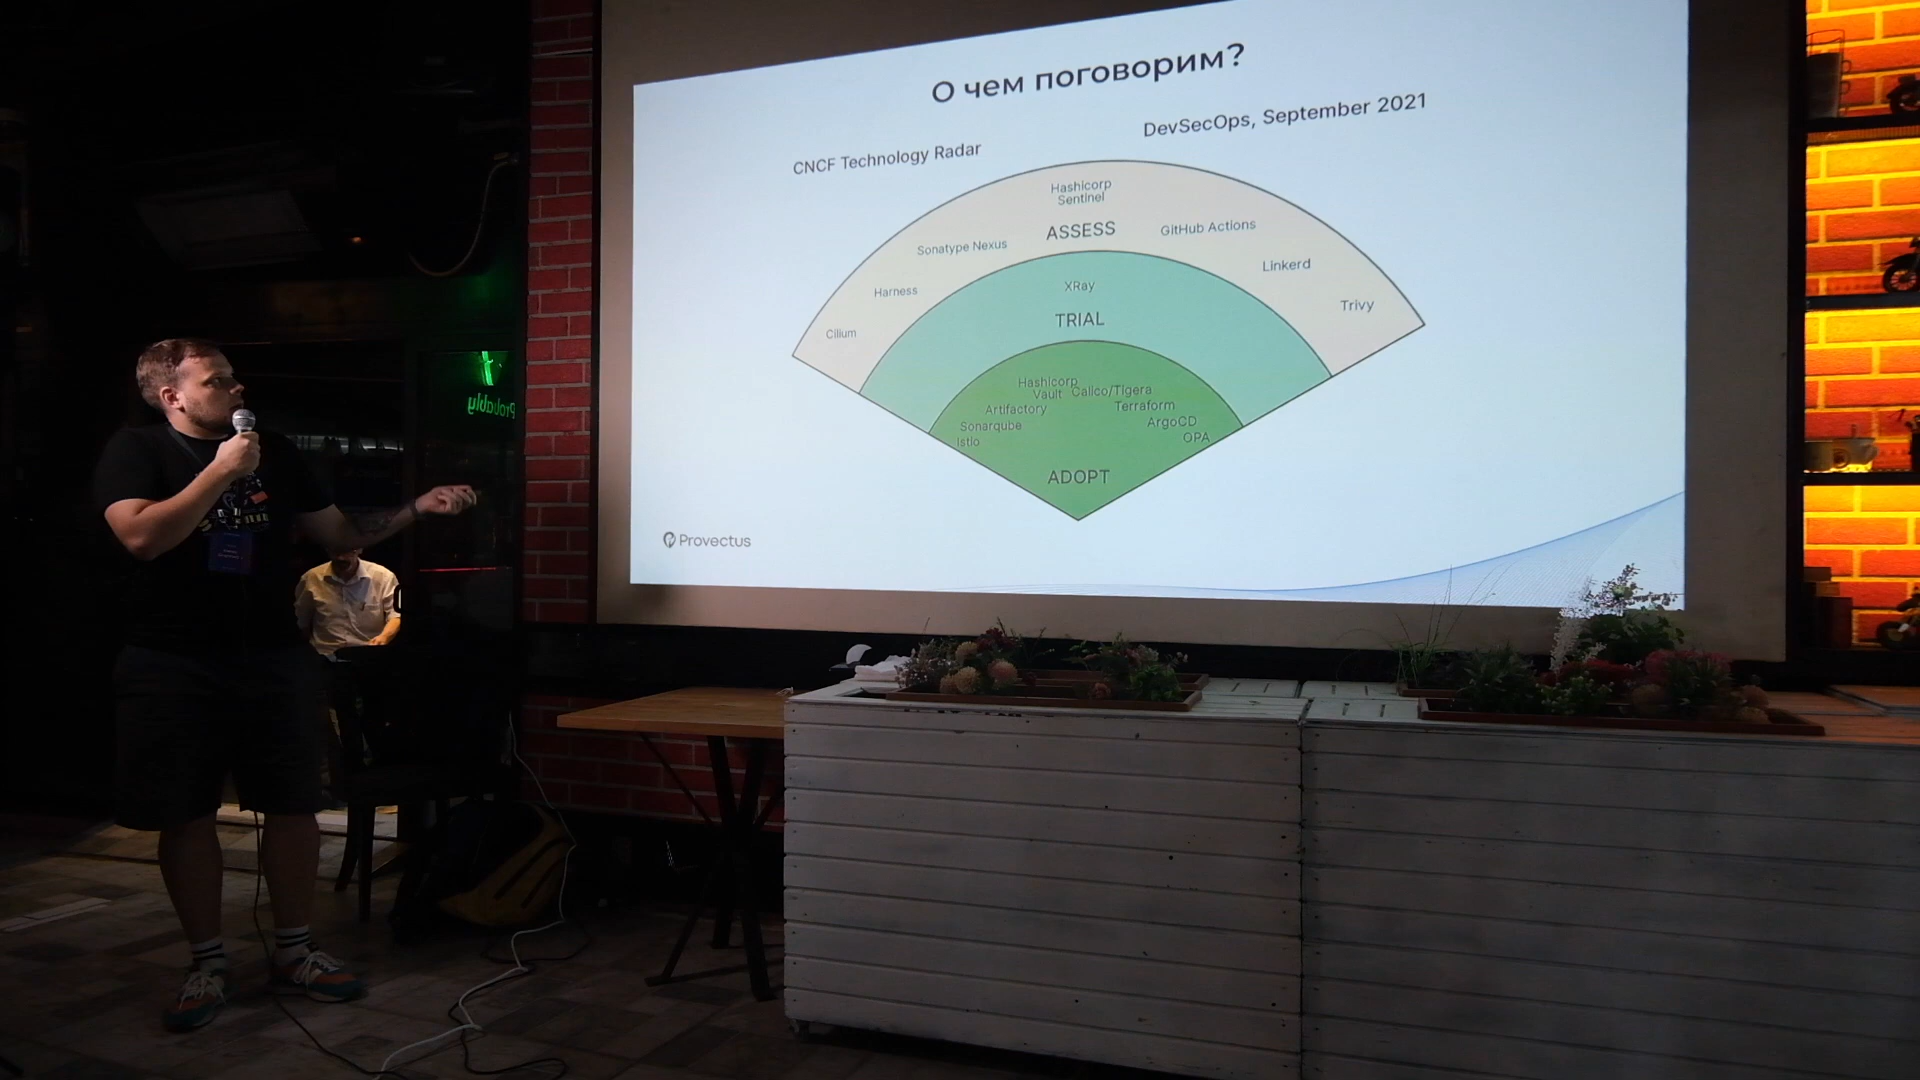 О чем поговорим?
CNCF Technology Radar
DevSecOps, September 2021
Hashicorp
Sentinel
ASSESS
GitHub Actions
Sonatype Nexus
Linkerd
Harness
Trivy
Cilium
XRay
TRIAL
Hashicorp
Vault
Calico/Tigera
Artifactory
Terraform
Sonarqube
ArgoCD
Istio
OPA
ADOPT
Provectus
Probably